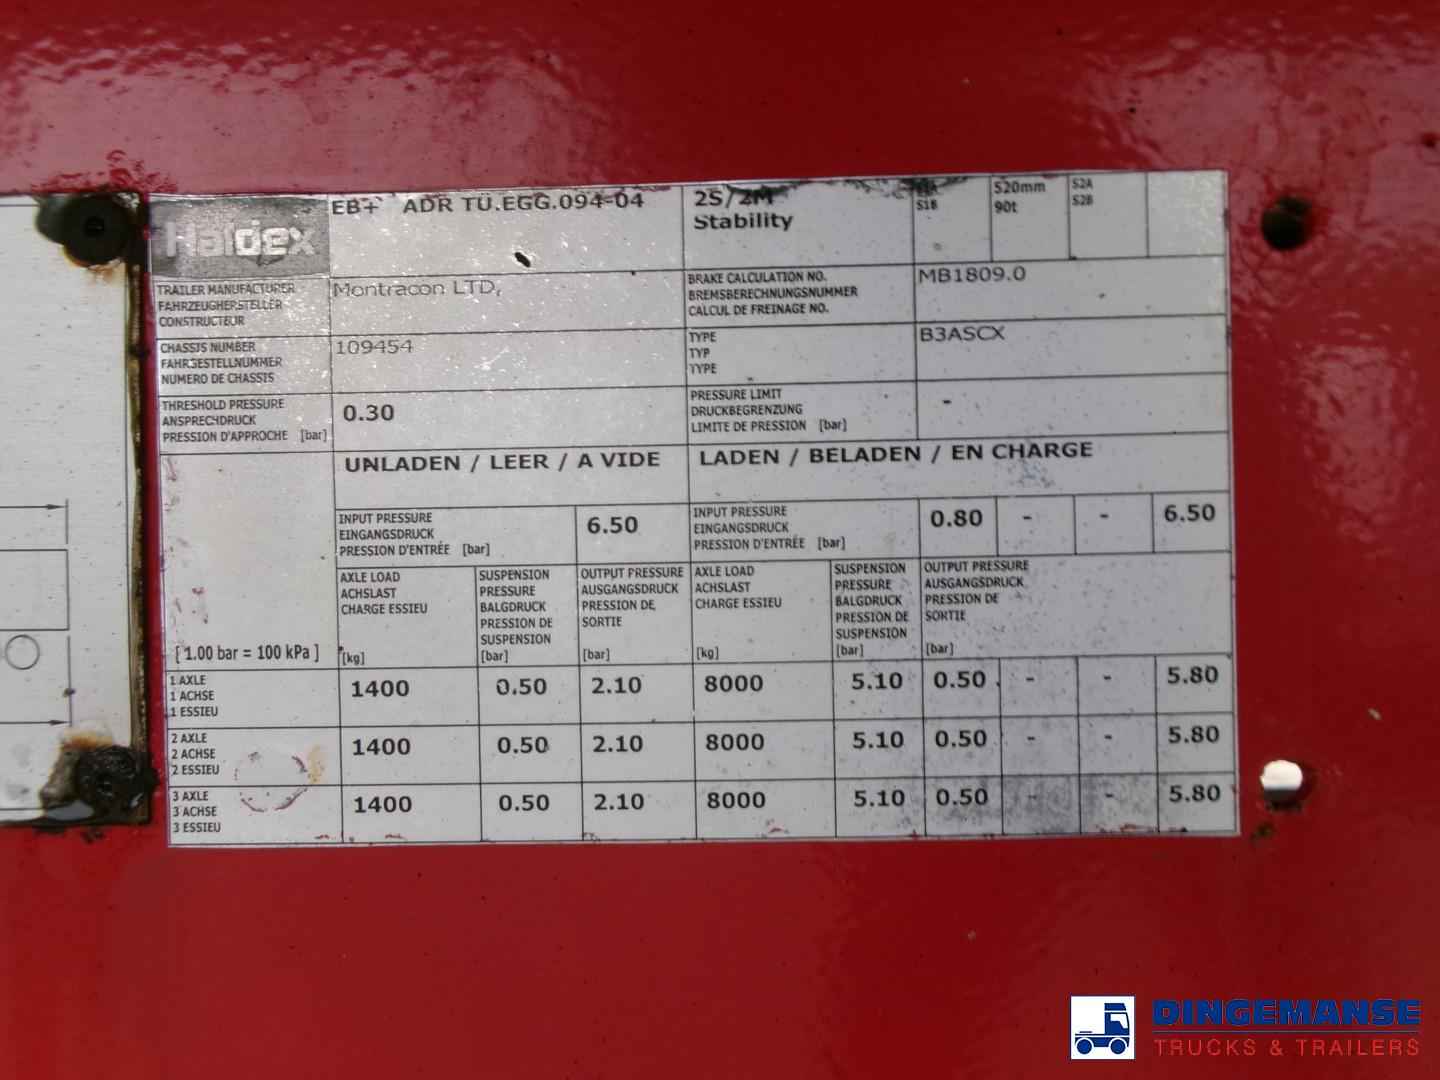 Haldex
EB+ ADR TÜ.EGG.094-04
2S/2M
Stability
S1B
520mm
90t
S2A
S2B
TRAILER MANUFACTURER
FAHRZEUGHERSTELLER
CONSTRUCTEUR
Montracon LTD,
BRAKE CALCULATION NO.
BREMSBERECHNUNGSNUMMER
CALCUL DE FREINAGE NO.
MB1809.0
CHASSIS NUMBER
FAHRGESTELLNUMMER
NUMERO DE CHASSIS
109454
TYPE
TYP
TYPE
B3ASCX
THRESHOLD PRESSURE
ANSPRECHDRUCK
PRESSION D'APPROCHE [bar]
0.30
PRESSURE LIMIT
DRUCKBEGRENZUNG
LIMITE DE PRESSION [bar]
-
UNLADEN / LEER / A VIDE
LADEN / BELADEN / EN CHARGE
INPUT PRESSURE
EINGANGSDRUCK
PRESSION D'ENTRÉE [bar]
6.50
INPUT PRESSURE
EINGANGSDRUCK
PRESSION D'ENTRÉE [bar]
0.80 - - 6.50
[ 1.00 bar = 100 kPa ]
AXLE LOAD
ACHSLAST
CHARGE ESSIEU
[kg]
SUSPENSION
PRESSURE
BALGDRUCK
PRESSION DE
SUSPENSION
[bar]
OUTPUT PRESSURE
AUSGANGSDRUCK
PRESSION DE
SORTIE
[bar]
AXLE LOAD
ACHSLAST
CHARGE ESSIEU
[kg]
SUSPENSION
PRESSURE
BALGDRUCK
PRESSION DE
SUSPENSION
[bar]
OUTPUT PRESSURE
AUSGANGSDRUCK
PRESSION DE
SORTIE
[bar]
1 AXLE
1 ACHSE
1 ESSIEU
1400 0.50 2.10 8000 5.10 0.50 - - 5.80
2 AXLE
2 ACHSE
2 ESSIEU
1400 0.50 2.10 8000 5.10 0.50 - - 5.80
3 AXLE
3 ACHSE
3 ESSIEU
1400 0.50 2.10 8000 5.10 0.50 - - 5.80
DINGEMANSE
TRUCKS & TRAILERS